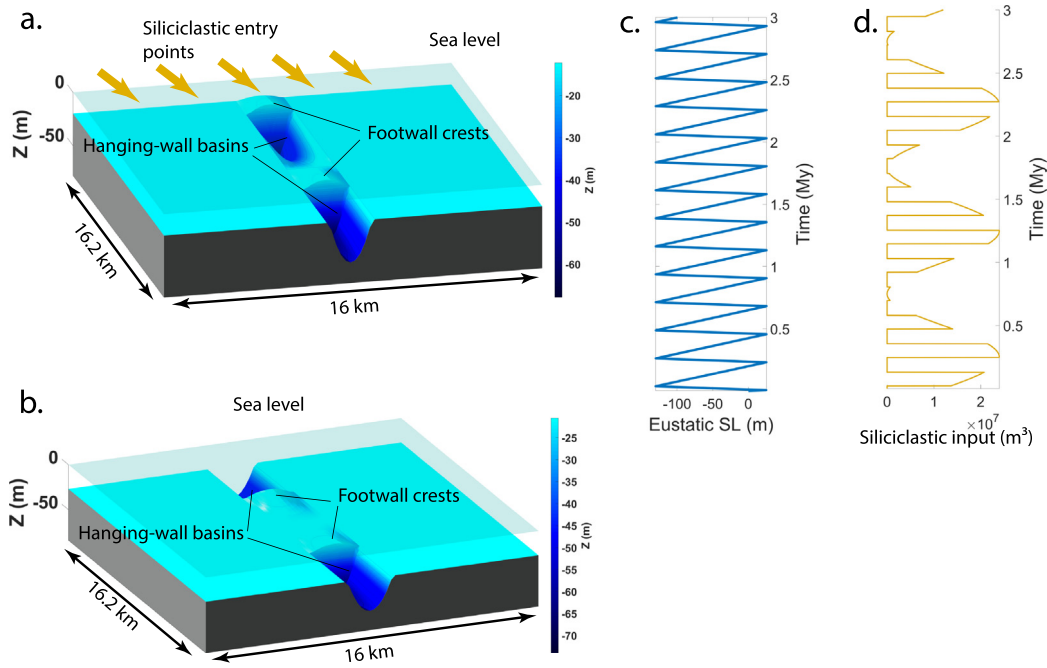 a.
Siliciclastic entry
points
Sea level
0
-50
Z (m)
Footwall crests
Hanging-wall basins
16.2 km
16 km
-20
-30
-40
-50
-60
Z (m)
b.
Sea level
0
-50
Z (m)
Footwall crests
Hanging-wall basins
16.2 km
16 km
-25
-30
-35
-40
-45
-50
-55
-60
-65
-70
Z (m)
c.
3
2.5
2
1.5
1
0.5
Time (My)
-100 -50 0
Eustatic SL (m)
d.
3
2.5
2
1.5
1
0.5
Time (My)
0 1 2
×10⁷
Siliciclastic input (m³)